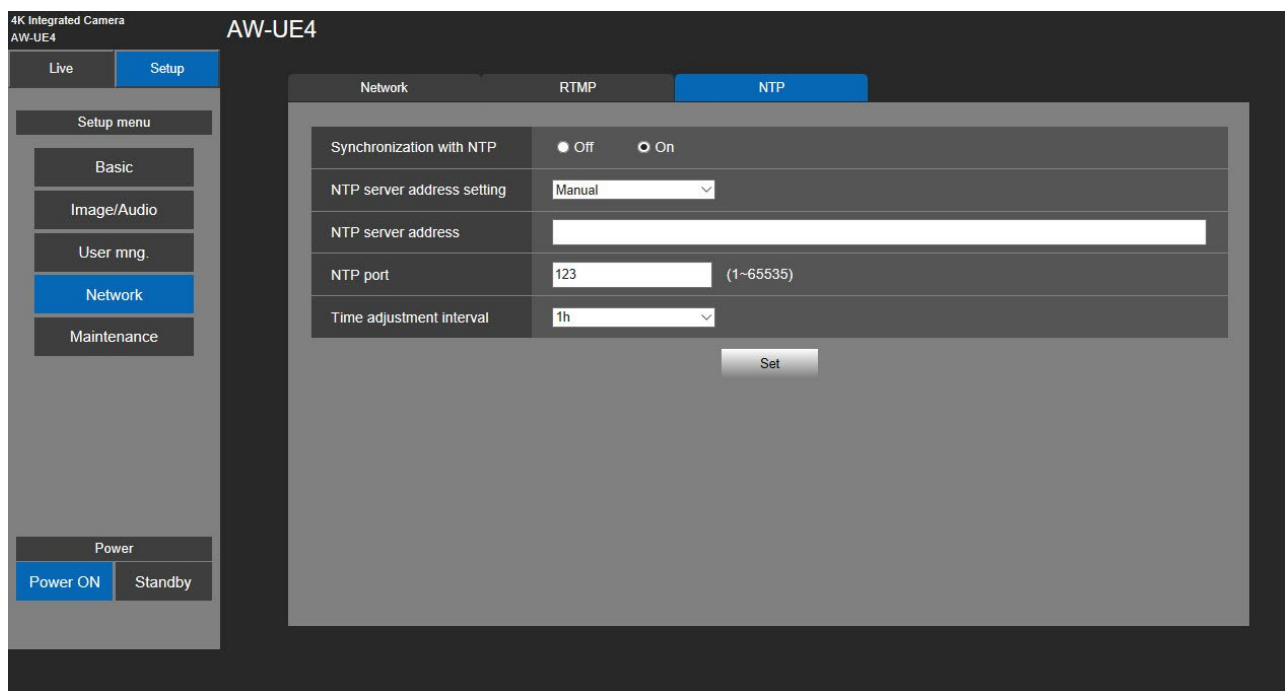 4K Integrated Camera
AW-UE4
AW-UE4
Live Setup
Setup menu
Basic
Image/Audio
User mng.
Network
Maintenance
Power
Power ON Standby
Network RTMP NTP
Synchronization with NTP Off On
NTP server address setting Manual
NTP server address
NTP port 123 (1~65535)
Time adjustment interval 1h
Set